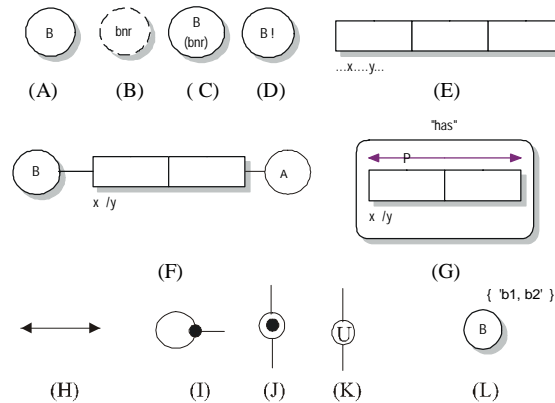 B
bnr
B
(bnr)
B !
(A)
(B)
( C)
(D)
...x....y...
(E)
"has"
B
x /y
A
P
x /y
(F)
(G)
{ 'b1, b2' }
U
B
(H)
(I)
(J)
(K)
(L)